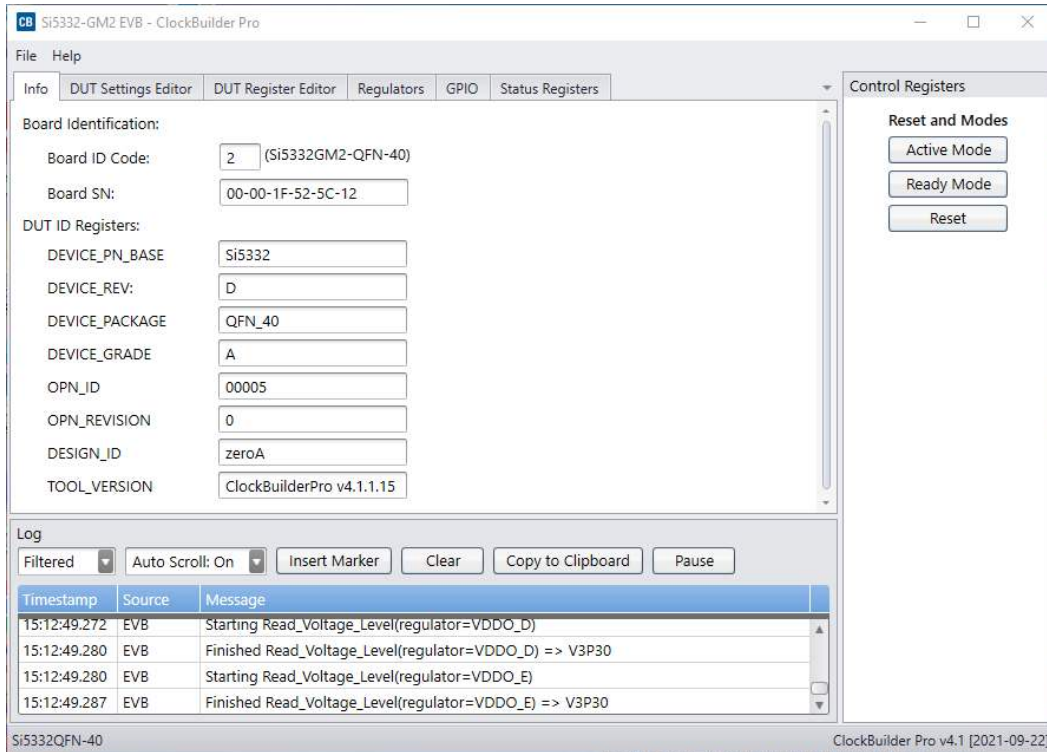 CB Si5332-GM2 EVB - ClockBuilder Pro
File Help
Info DUT Settings Editor DUT Register Editor Regulators GPIO Status Registers
Control Registers
Board Identification:
Reset and Modes
Board ID Code: 2 (Si5332GM2-QFN-40)
Active Mode
Board SN: 00-00-1F-52-5C-12
Ready Mode
DUT ID Registers:
Reset
DEVICE_PN_BASE Si5332
DEVICE_REV: D
DEVICE_PACKAGE QFN_40
DEVICE_GRADE A
OPN_ID 00005
OPN_REVISION 0
DESIGN_ID zeroA
TOOL_VERSION ClockBuilderPro v4.1.1.15
Log
Filtered Auto Scroll: On Insert Marker Clear Copy to Clipboard Pause
Timestamp Source Message
15:12:49.272 EVB Starting Read_Voltage_Level(regulator=VDDO_D)
15:12:49.280 EVB Finished Read_Voltage_Level(regulator=VDDO_D) => V3P30
15:12:49.280 EVB Starting Read_Voltage_Level(regulator=VDDO_E)
15:12:49.287 EVB Finished Read_Voltage_Level(regulator=VDDO_E) => V3P30
Si5332QFN-40 ClockBuilder Pro v4.1 [2021-09-22]